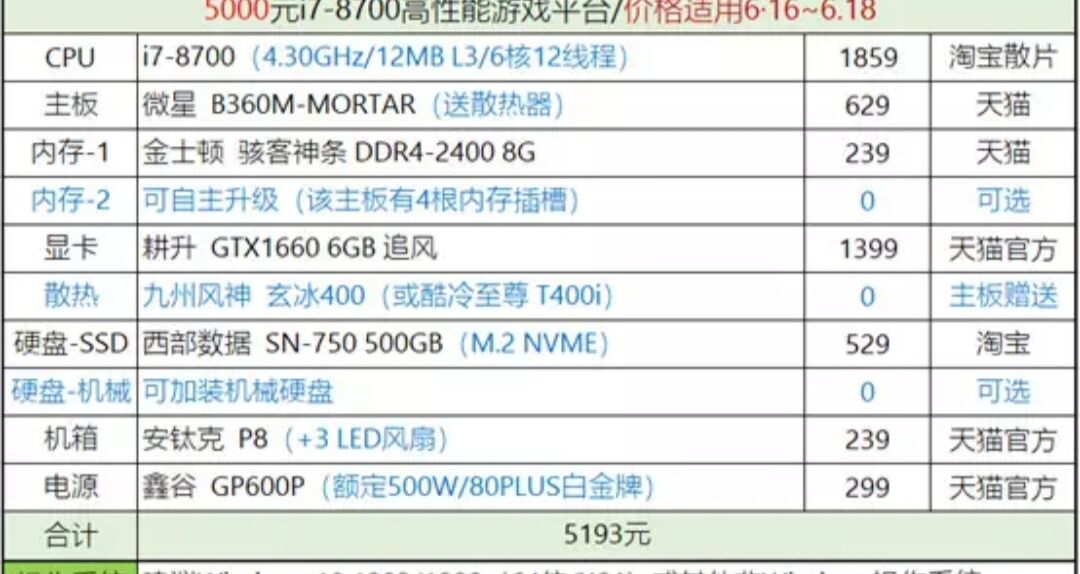 5000元i7-8700高性能游戏平台/价格适用6·16~6.18
CPU i7-8700（4.30GHz/12MB L3/6核12线程） 1859 淘宝散片
主板 微星 B360M-MORTAR（送散热器） 629 天猫
内存-1 金士顿 骇客神条 DDR4-2400 8G 239 天猫
内存-2 可自主升级（该主板有4根内存插槽） 0 可选
显卡 耕升 GTX1660 6GB 追风 1399 天猫官方
散热 九州风神 玄冰400（或酷冷至尊 T400i） 0 主板赠送
硬盘-SSD 西部数据 SN-750 500GB（M.2 NVME） 529 淘宝
硬盘-机械 可加装机械硬盘 0 可选
机箱 安钛克 P8（+3 LED风扇） 239 天猫官方
电源 鑫谷 GP600P（额定500W/80PLUS白金牌） 299 天猫官方
合计 5193元